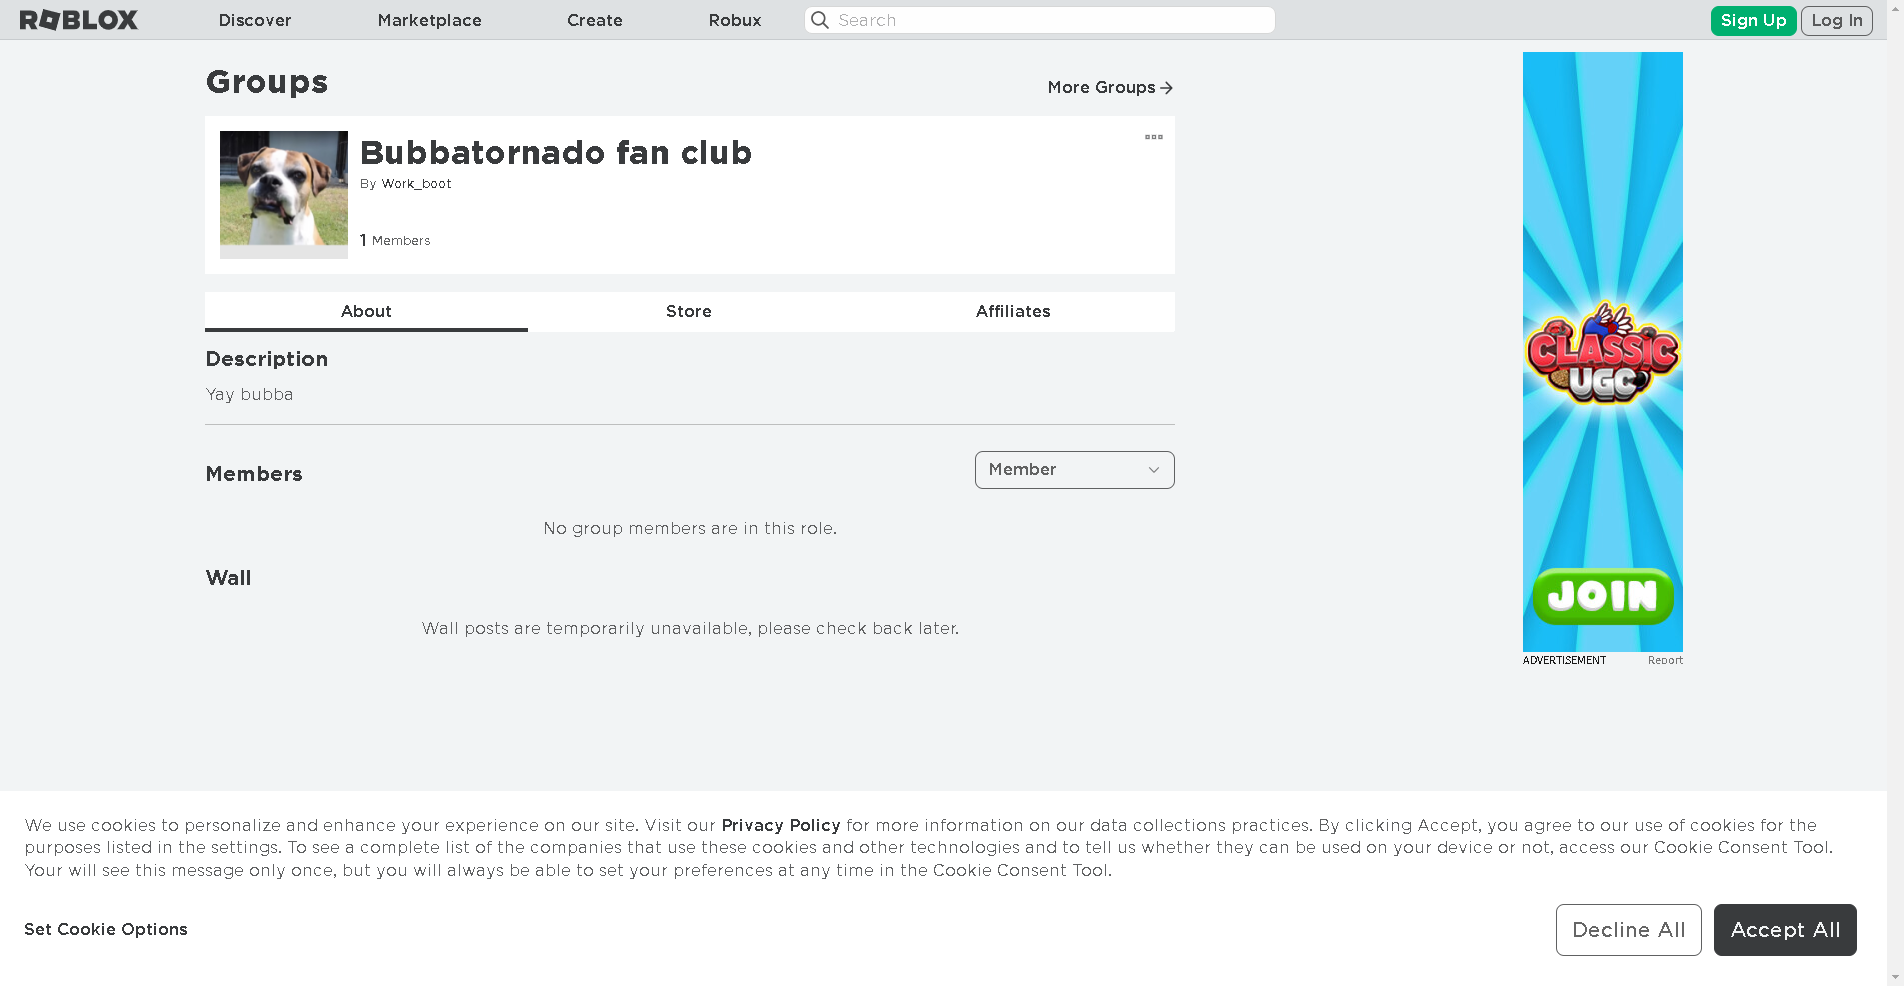 ROBLOX Discover Marketplace Create Robux Search Sign Up Log In
Groups
More Groups
Bubbatornado fan club
By Work_boot
1 Members
About Store Affiliates
Description
Yay bubba
Members
Member
No group members are in this role.
Wall
Wall posts are temporarily unavailable, please check back later.
CLASSIC
UGC
JOIN
ADVERTISEMENT Report
We use cookies to personalize and enhance your experience on our site. Visit our Privacy Policy for more information on our data collections practices. By clicking Accept, you agree to our use of cookies for the
purposes listed in the settings. To see a complete list of the companies that use these cookies and other technologies and to tell us whether they can be used on your device or not, access our Cookie Consent Tool.
Your will see this message only once, but you will always be able to set your preferences at any time in the Cookie Consent Tool.
Set Cookie Options
Decline All Accept All